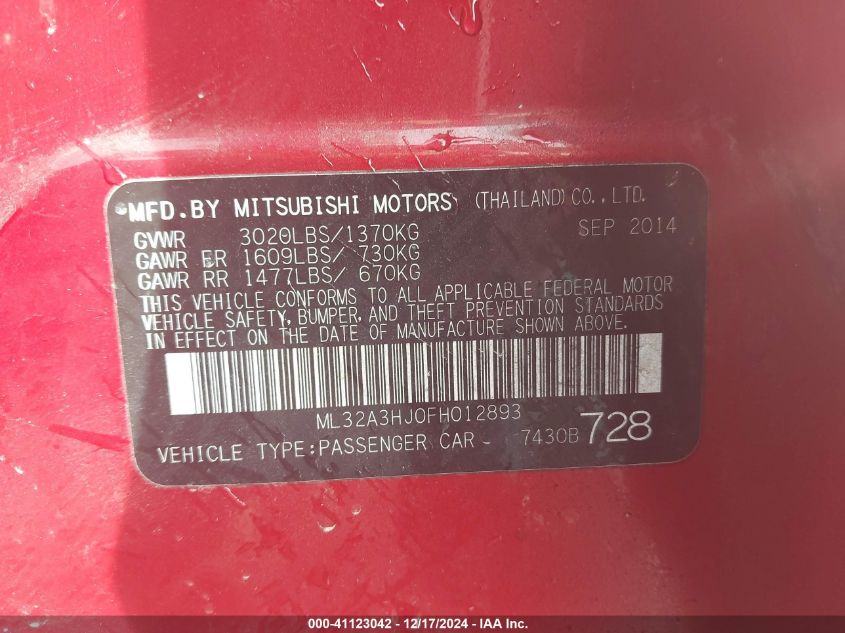 MFD.BY MITSUBISHI MOTORS (THAILAND) CO., LTD.
GVWR 3020LBS/1370KG SEP 2014
GAWR FR 1609LBS/ 730KG
GAWR RR 1477LBS/ 670KG
THIS VEHICLE CONFORMS TO ALL APPLICABLE FEDERAL MOTOR
VEHICLE SAFETY, BUMPER, AND THEFT PREVENTION STANDARDS
IN EFFECT ON THE DATE OF MANUFACTURE SHOWN ABOVE.
ML32A3HJ0FH012893
VEHICLE TYPE:PASSENGER CAR 7430B 728
000-41123042 - 12/17/2024 - IAA Inc.